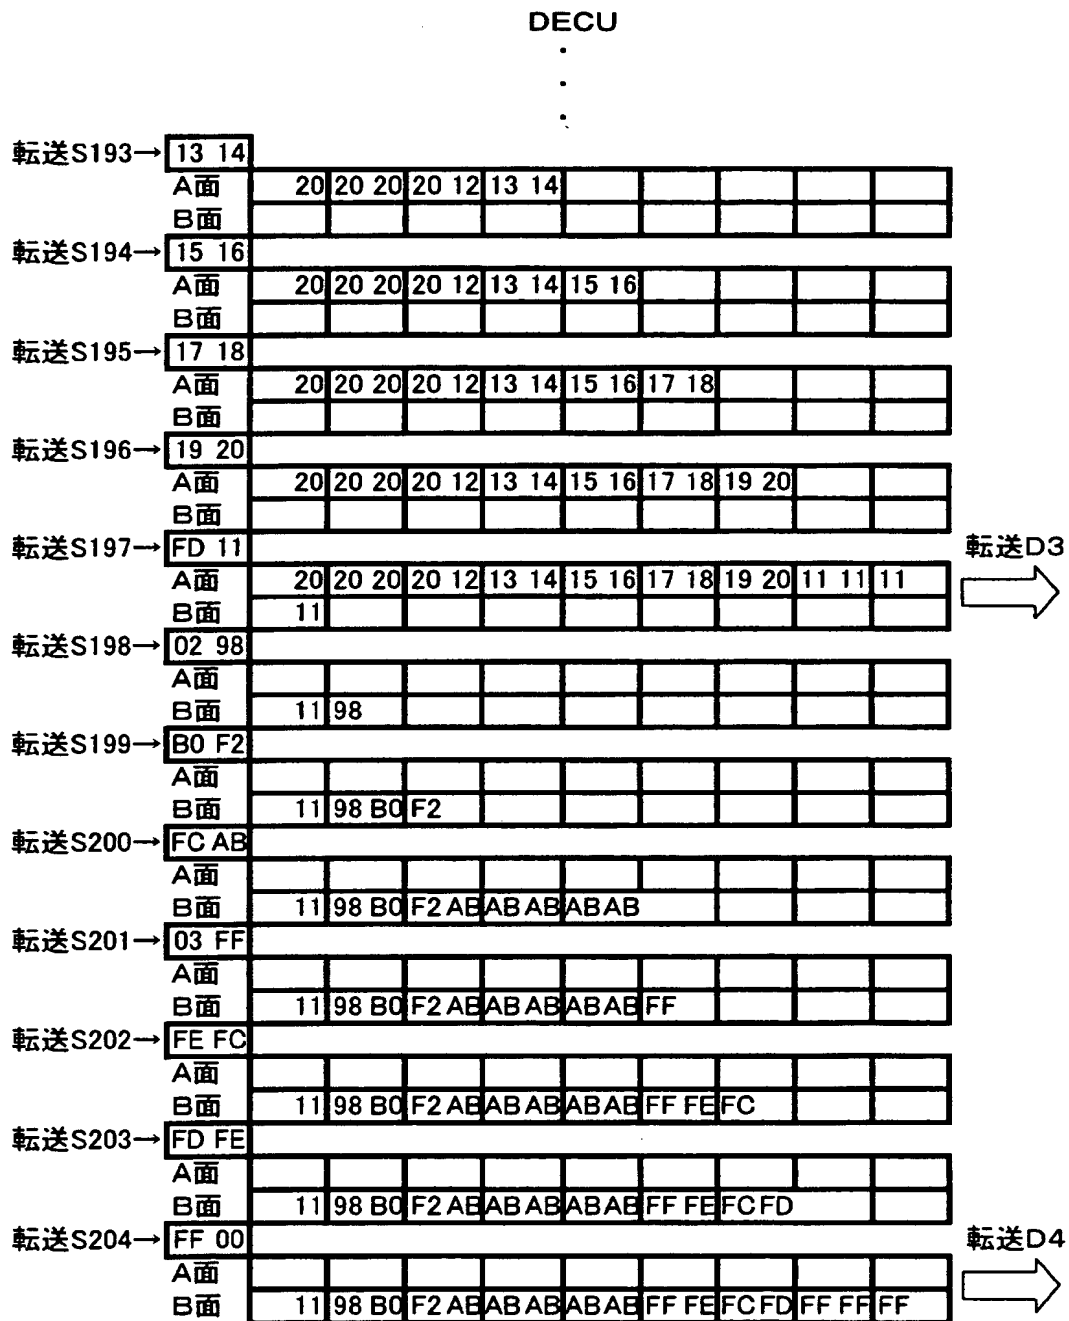 DECU
転送S193→ 13 14
A面 20 20 20 20 12 13 14
B面
転送S194→ 15 16
A面 20 20 20 20 12 13 14 15 16
B面
転送S195→ 17 18
A面 20 20 20 20 12 13 14 15 16 17 18
B面
転送S196→ 19 20
A面 20 20 20 20 12 13 14 15 16 17 18 19 20
B面
転送S197→ FD 11 転送D3
A面 20 20 20 20 12 13 14 15 16 17 18 19 20 11 11 11
B面 11
転送S198→ 02 98
A面
B面 11 98
転送S199→ B0 F2
A面
B面 11 98 B0 F2
転送S200→ FC AB
A面
B面 11 98 B0 F2 AB AB AB AB AB
転送S201→ 03 FF
A面
B面 11 98 B0 F2 AB AB AB AB AB FF
転送S202→ FE FC
A面
B面 11 98 B0 F2 AB AB AB AB AB FF FE FC
転送S203→ FD FE
A面
B面 11 98 B0 F2 AB AB AB AB AB FF FE FC FD
転送S204→ FF 00 転送D4
A面
B面 11 98 B0 F2 AB AB AB AB AB FF FE FC FD FF FF FF